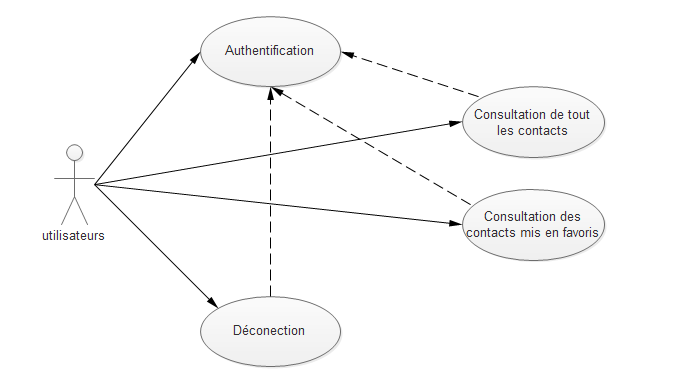 Authentification
Consultation de tout
les contacts
Consultation des
contacts mis en favoris
utilisateurs
Déconection